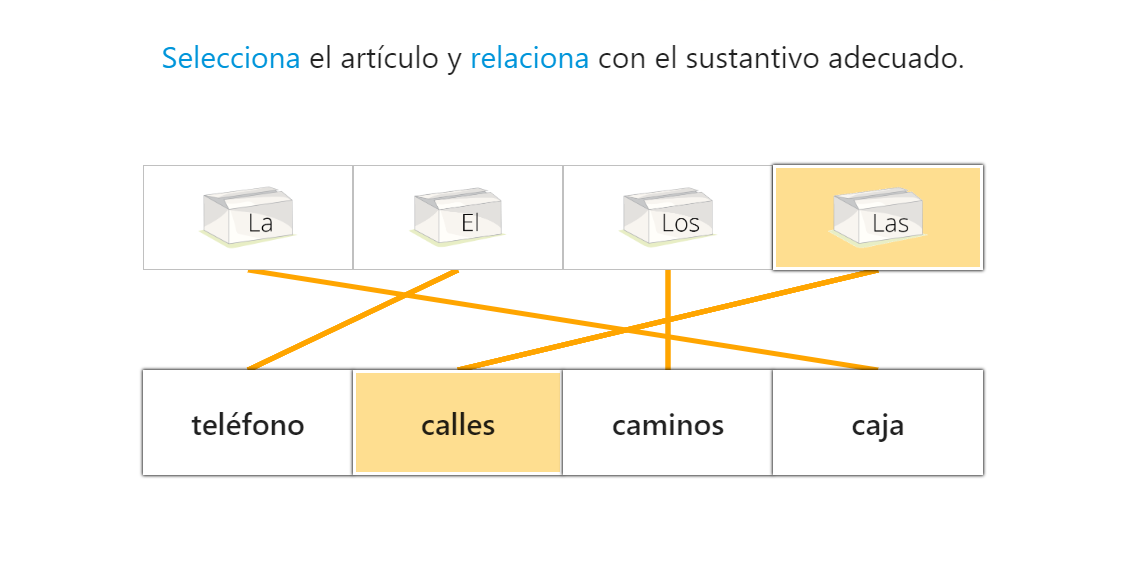 Selecciona el artículo y relaciona con el sustantivo adecuado.
La El Los Las
teléfono calles caminos caja